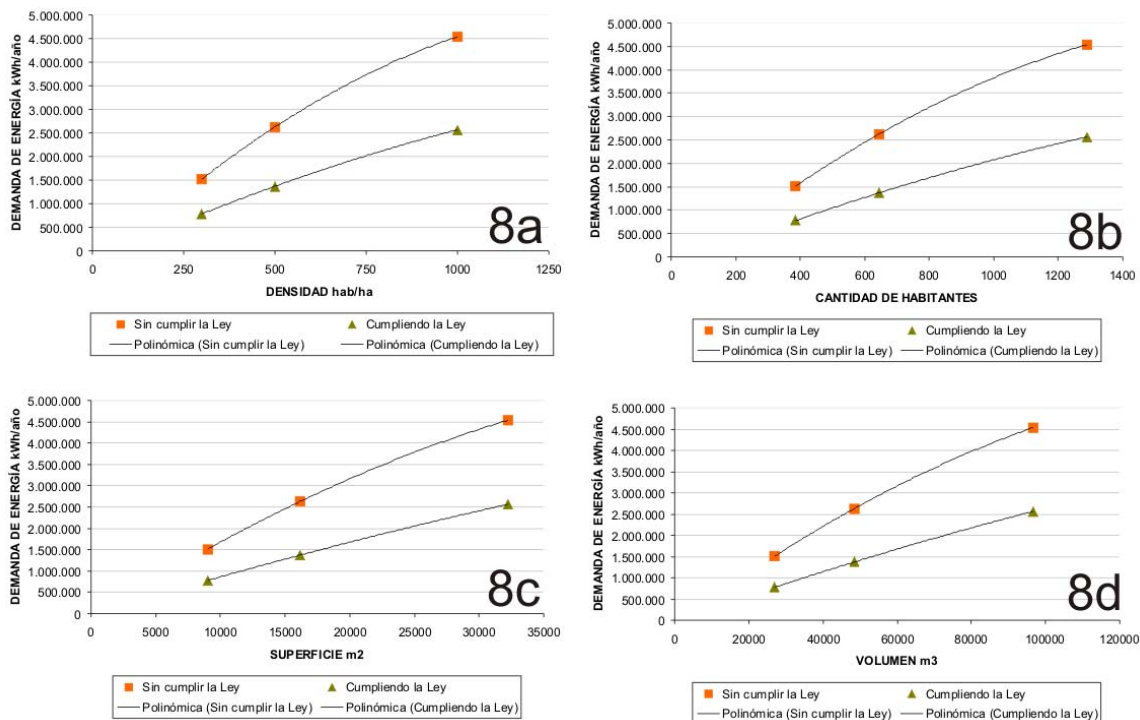 DEMANDA DE ENERGÍA kWh/año
5.000.000
4.500.000
4.000.000
3.500.000
3.000.000
2.500.000
2.000.000
1.500.000
1.000.000
500.000
0
0 250 500 750 1000 1250
DENSIDAD hab/ha
8a
Sin cumplir la Ley Cumpliendo la Ley
Polinómica (Sin cumplir la Ley) Polinómica (Cumpliendo la Ley)
DEMANDA DE ENERGÍA kWh/año
5.000.000
4.500.000
4.000.000
3.500.000
3.000.000
2.500.000
2.000.000
1.500.000
1.000.000
500.000
0
0 200 400 600 800 1000 1200 1400
CANTIDAD DE HABITANTES
8b
Sin cumplir la Ley Cumpliendo la Ley
Polinómica (Sin cumplir la Ley) Polinómica (Cumpliendo la Ley)
DEMANDA DE ENERGÍA kWh/año
5.000.000
4.500.000
4.000.000
3.500.000
3.000.000
2.500.000
2.000.000
1.500.000
1.000.000
500.000
0
0 5000 10000 15000 20000 25000 30000 35000
SUPERFICIE m2
8c
Sin cumplir la Ley Cumpliendo la Ley
Polinómica (Sin cumplir la Ley) Polinómica (Cumpliendo la Ley)
DEMANDA DE ENERGÍA kWh/año
5.000.000
4.500.000
4.000.000
3.500.000
3.000.000
2.500.000
2.000.000
1.500.000
1.000.000
500.000
0
0 20000 40000 60000 80000 100000 120000
VOLUMEN m3
8d
Sin cumplir la Ley Cumpliendo la Ley
Polinómica (Sin cumplir la Ley) Polinómica (Cumpliendo la Ley)